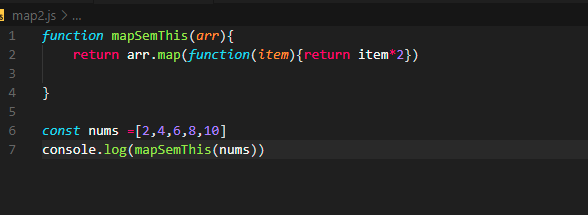 map2.js > ...
1 function mapSemThis(arr){
2 return arr.map(function(item){return item*2})
3
4 }
5
6 const nums =[2,4,6,8,10]
7 console.log(mapSemThis(nums))